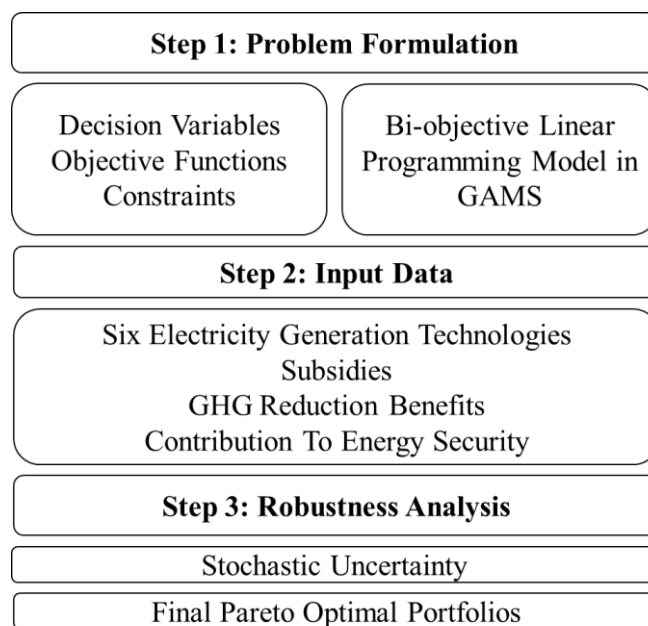 Step 1: Problem Formulation
Decision Variables
Objective Functions
Constraints
Bi-objective Linear
Programming Model in
GAMS
Step 2: Input Data
Six Electricity Generation Technologies
Subsidies
GHG Reduction Benefits
Contribution To Energy Security
Step 3: Robustness Analysis
Stochastic Uncertainty
Final Pareto Optimal Portfolios